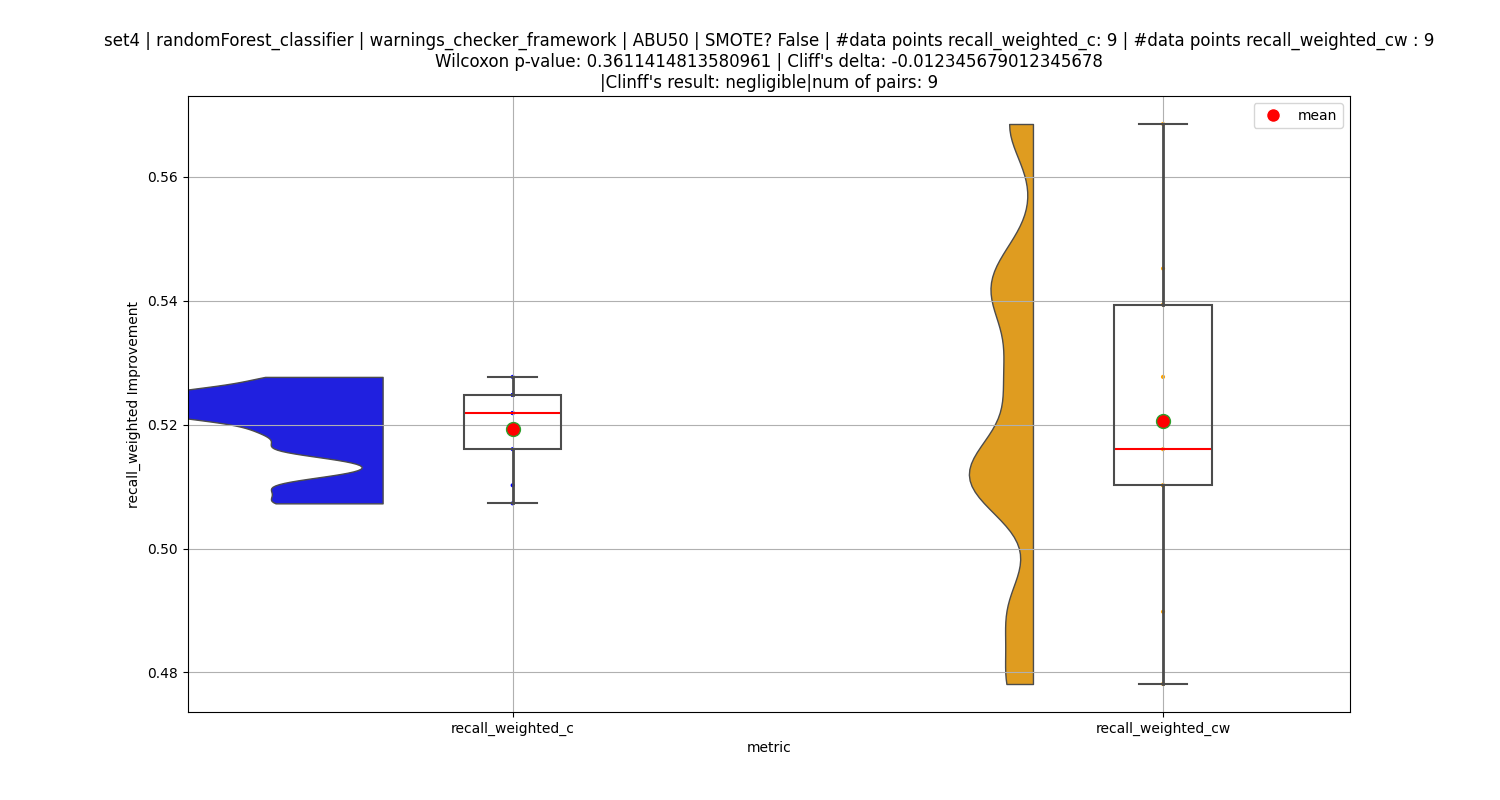 set4 | randomForest_classifier | warnings_checker_framework | ABU50 | SMOTE? False | #data points recall_weighted_c: 9 | #data points recall_weighted_cw : 9
Wilcoxon p-value: 0.3611414813580961 | Cliff's delta: -0.012345679012345678
|Clinff's result: negligible|num of pairs: 9
mean
0.56
0.54
0.52
0.50
0.48
recall_weighted Improvement
recall_weighted_c
recall_weighted_cw
metric